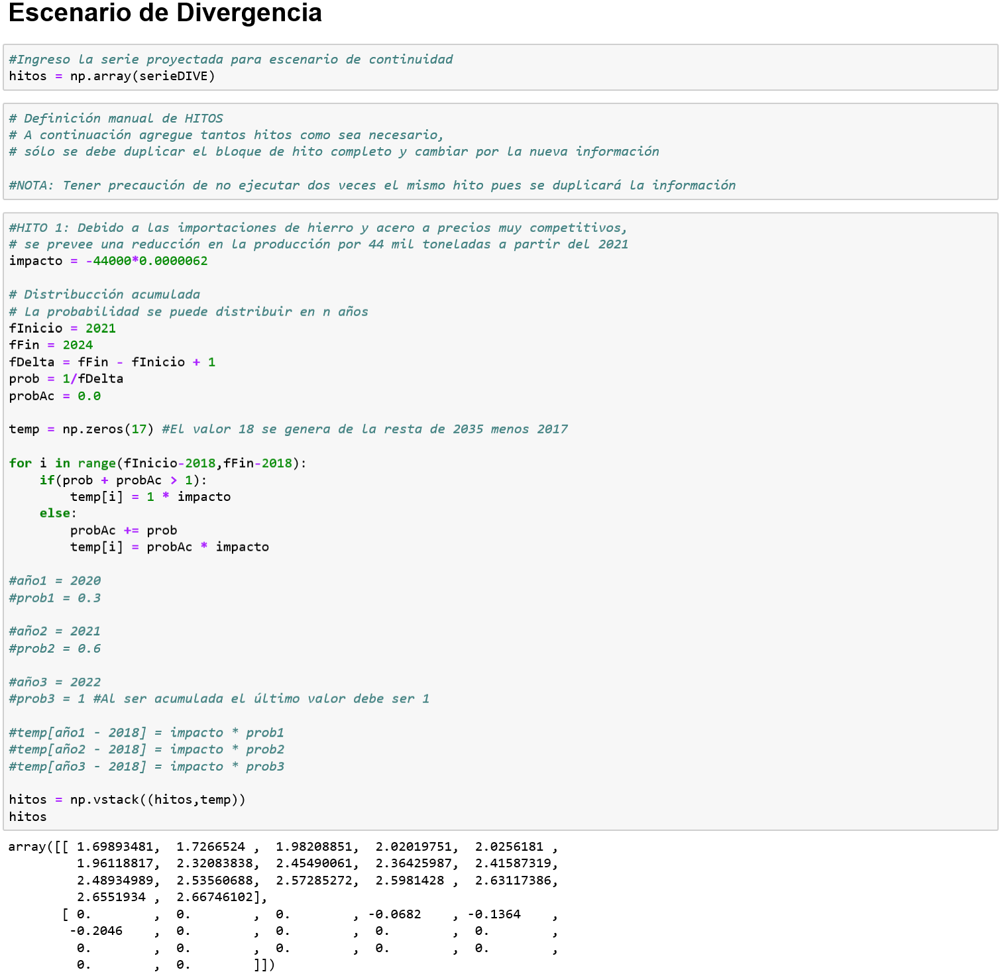 Escenario de Divergencia
#Ingreso la serie proyectada para escenario de continuidad
hitos = np.array(serieDIVE)
# Definición manual de HITOS
# A continuación agregue tantos hitos como sea necesario,
# sólo se debe duplicar el bloque de hito completo y cambiar por la nueva información
#NOTA: Tener precaución de no ejecutar dos veces el mismo hito pues se duplicará la información
#HITO 1: Debido a las importaciones de hierro y acero a precios muy competitivos,
# se prevee una reducción en la producción por 44 mil toneladas a partir del 2021
impacto = -44000*0.0000062
# Distribucción acumulada
# La probabilidad se puede distribuir en n años
fInicio = 2021
fFin = 2024
fDelta = fFin - fInicio + 1
prob = 1/fDelta
probAc = 0.0
temp = np.zeros(17) #El valor 18 se genera de la resta de 2035 menos 2017
for i in range(fInicio-2018,fFin-2018):
    if(prob + probAc > 1):
        temp[i] = 1 * impacto
    else:
        probAc += prob
        temp[i] = probAc * impacto
#año1 = 2020
#prob1 = 0.3
#año2 = 2021
#prob2 = 0.6
#año3 = 2022
#prob3 = 1 #Al ser acumulada el último valor debe ser 1
#temp[año1 - 2018] = impacto * prob1
#temp[año2 - 2018] = impacto * prob2
#temp[año3 - 2018] = impacto * prob3
hitos = np.vstack((hitos,temp))
hitos
array([[ 1.69893481,  1.7266524 ,  1.98208851,  2.02019751,  2.0256181 ,
         1.96118817,  2.32083838,  2.45490061,  2.36425987,  2.41587319,
         2.48934989,  2.53560688,  2.57285272,  2.5981428 ,  2.63117386,
         2.6551934 ,  2.66746102],
       [ 0.        ,  0.        ,  0.        , -0.0682    , -0.1364    ,
        -0.2046    ,  0.        ,  0.        ,  0.        ,  0.        ,
         0.        ,  0.        ,  0.        ,  0.        ,  0.        ,
         0.        ,  0.        ]])